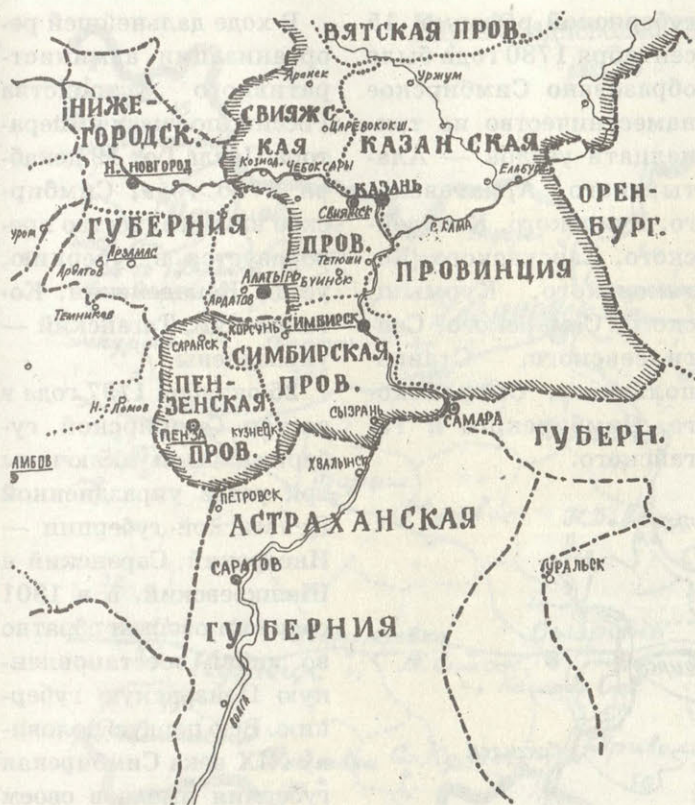 ВЯТСКАЯ ПРОВ.
Уржум
НИЖЕ-
ГОРОДСК.
СВИЯЖС-
КАЯ
ЦАРЕВОКОКШ.
КАЗАНСКАЯ
Н. НОВГОРОД
ЧЕБОКСАРЫ
ЕЛАБУГА
КАЗАНЬ
СВИЯЖСК
Р. КАМА
ОРЕН-
БУРГ.
ГУБЕРНИЯ
ПРОВ.
ТЕТЮШИ
ПРОВИНЦИЯ
Арзамас
Ардатов
АЛАТЫРЬ
БУИНСК
АРДАТОВ
Темников
КОРСУНЬ
СИМБИРСК
САРАНСК
СИМБИРСКАЯ
ПРОВ.
ПЕН-
ЗЕНСКАЯ
ПРОВ.
Н. Ломов
ПЕНЗА
КУЗНЕЦК
СЫЗРАНЬ
САМАРА
ГУБЕРН.
АМБОВ
ХВАЛЫНСК
ПЕТРОВСК
АСТРАХАНСКАЯ
САРАТОВ
УРАЛЬСК
ГУБЕРНИЯ
ВОЛГА